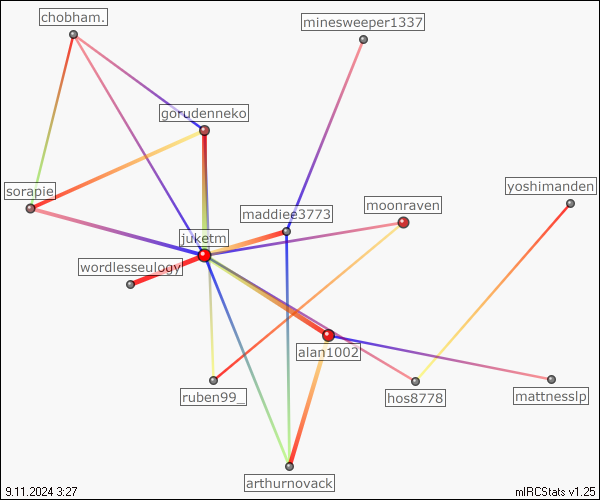 chobham.
minesweeper1337
gorudenneko
sorapie
yoshimanden
moonraven
maddiee3773
juketm
wordlesseulogy
alan1002
ruben99_
hos8778
mattnesslp
arthurnovack
9.11.2024 3:27
mIRCStats v1.25